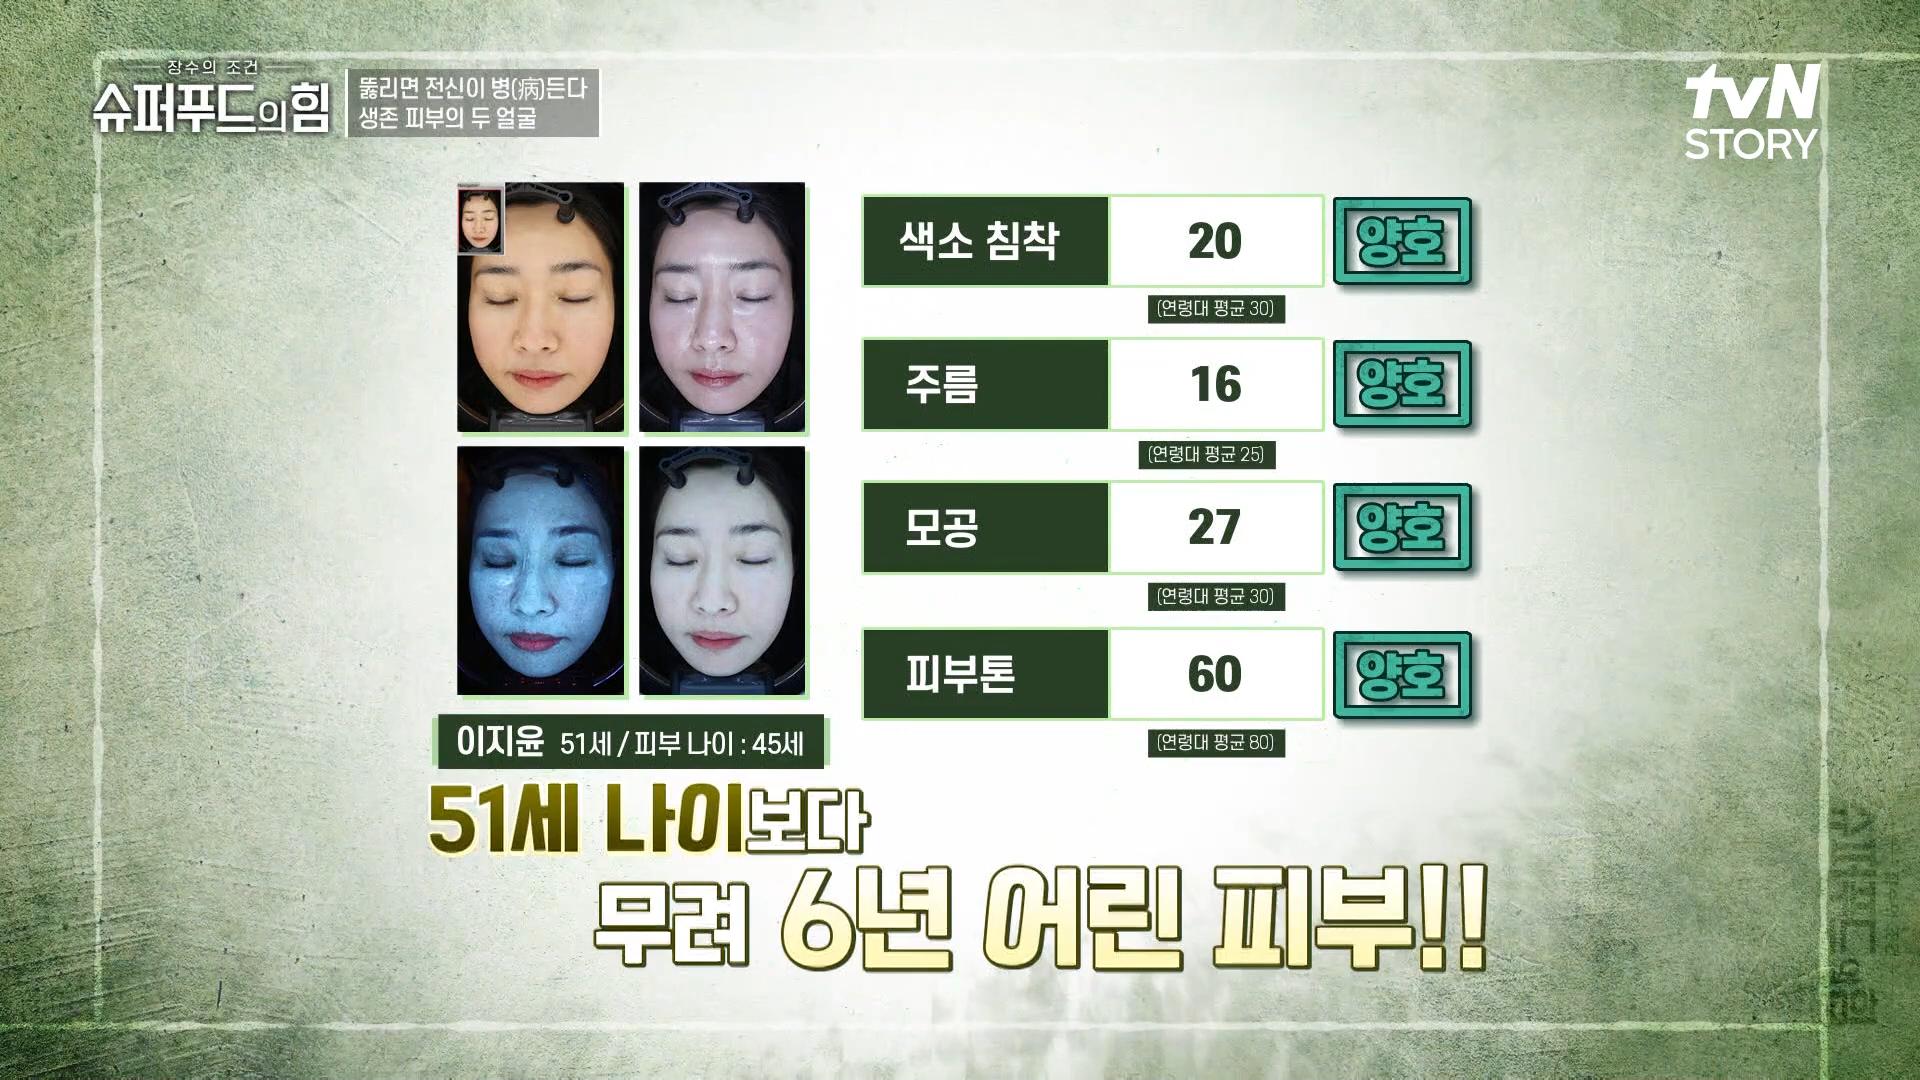 장수의 조건
슈퍼푸드의 힘
뚫리면 전신이 병(病)든다
생존 피부의 두 얼굴
tvN
STORY
색소 침착 20 양호
(연령대 평균 30)
주름 16 양호
(연령대 평균 25)
모공 27 양호
(연령대 평균 30)
피부톤 60 양호
(연령대 평균 80)
이지윤 51세 / 피부 나이 : 45세
51세 나이보다
무려 6년 어린 피부!!